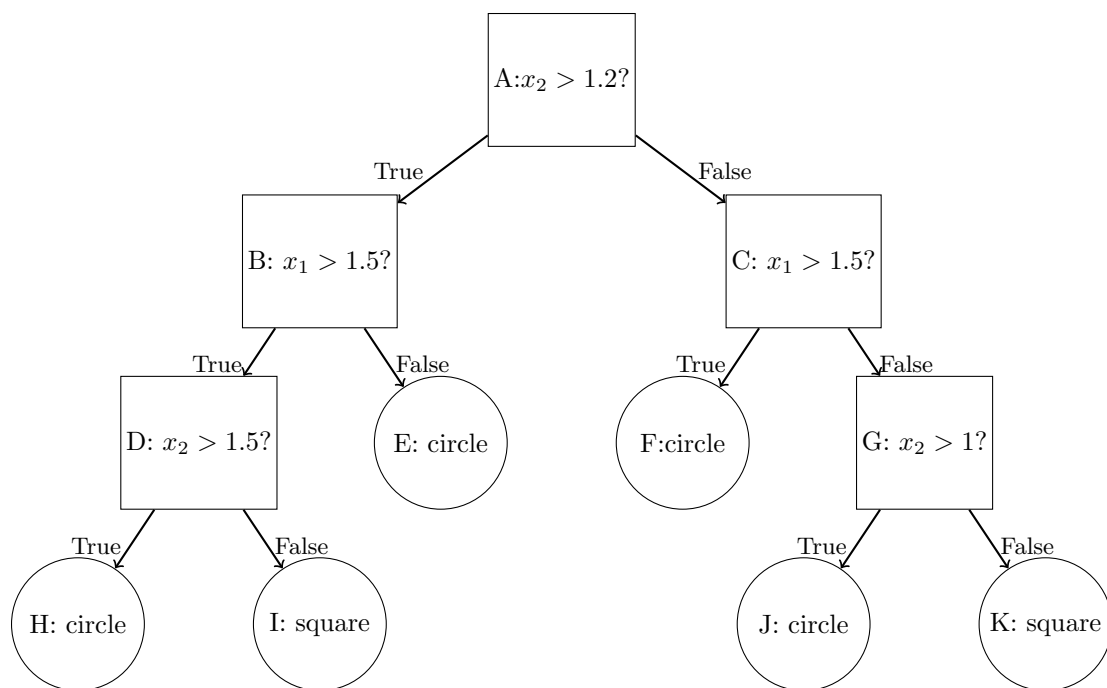 A:x₂ > 1.2?
True
False
B: x₁ > 1.5?
C: x₁ > 1.5?
True
False
True
False
D: x₂ > 1.5?
E: circle
F:circle
G: x₂ > 1?
True
False
True
False
H: circle
I: square
J: circle
K: square